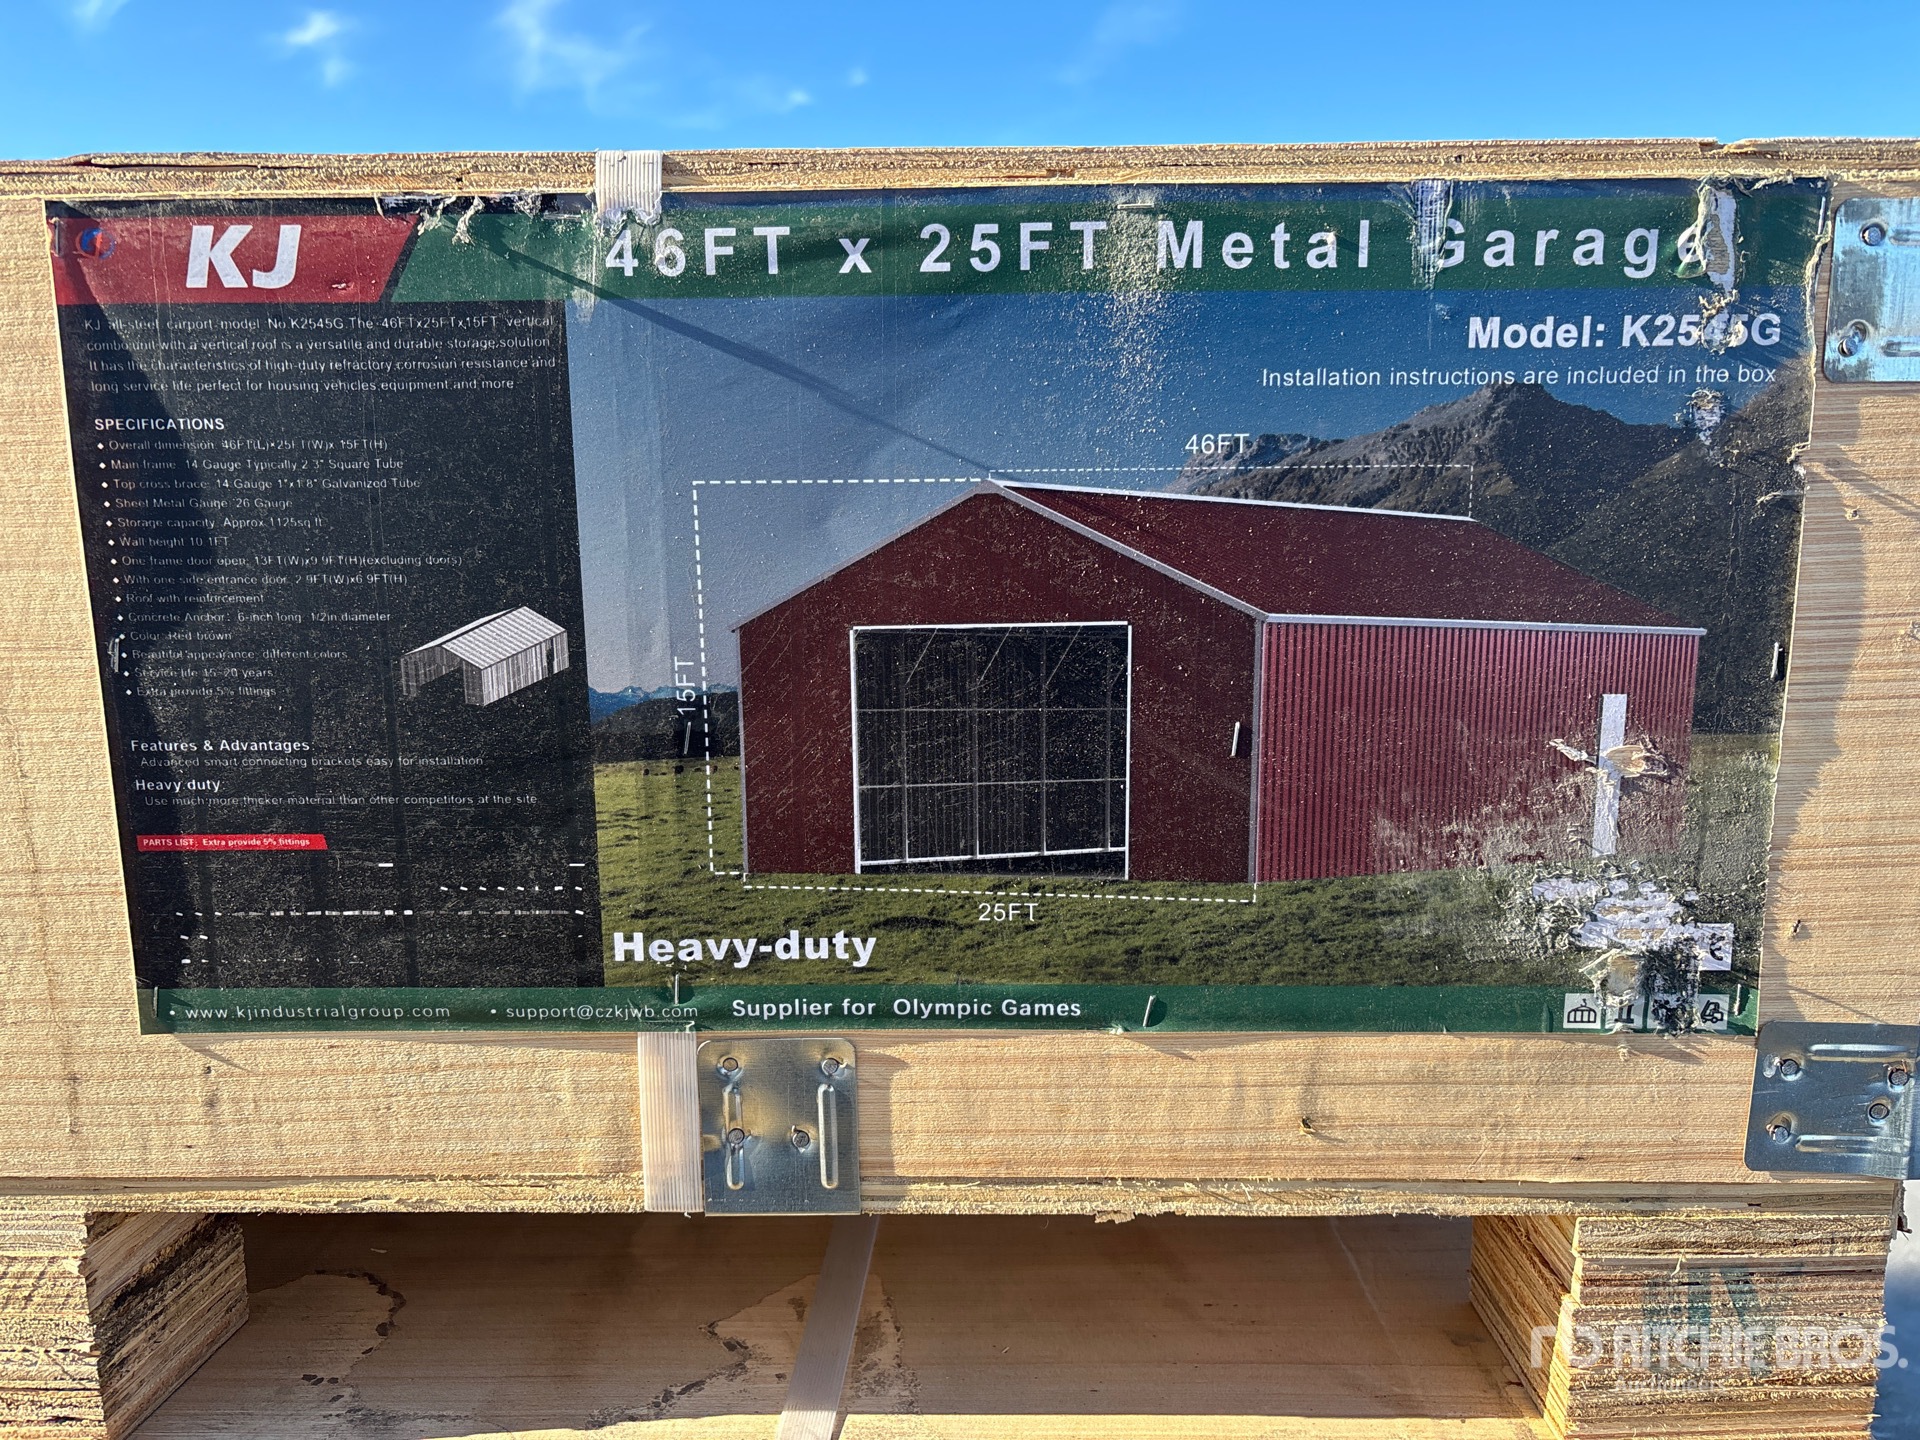 KJ
46FT x 25FT Metal Garage
Model: K2545G
Installation instructions are included in the box
KJ all-steel carport model No.K2545G.The 46FTx25FTx15FT vertical
combo unit with a vertical roof is a versatile and durable storage solution
It has the characteristics of high-duty refractory,corrosion resistance and
long service life perfect for housing vehicles,equipment,and more.
SPECIFICATIONS
◆ Overall dimension: 46FT(L)×25FT(W)x 15FT(H)
◆ Main frame: 14 Gauge Typically 2.3" Square Tube
◆ Top cross brace: 14 Gauge 1"x1.8" Galvanized Tube
◆ Sheet Metal Gauge: 26 Gauge
◆ Storage capacity: Approx.1125sq.ft.
◆ Wall height 10.1FT
◆ One frame door open: 13FT(W)x9.9FT(H)(excluding doors)
◆ With one side entrance door: 2.9FT(W)x6.9FT(H)
◆ Roof with reinforcement
◆ Concrete Anchor: 6-inch long, 1/2in.diameter
◆ Color: Red brown
◆ Beautiful appearance: different colors
◆ Service life 15-20 years
◆ Extra provide 5% fittings
Features & Advantages:
Advanced smart connecting brackets easy for installation
Heavy duty:
Use much more thicker material than other competitors at the site
PARTS LIST: Extra provide 5% fittings
46FT
15FT
25FT
Heavy-duty
• www.kjindustrialgroup.com • support@czkjwb.com Supplier for Olympic Games
RITCHIE BROS.
Auctioneers